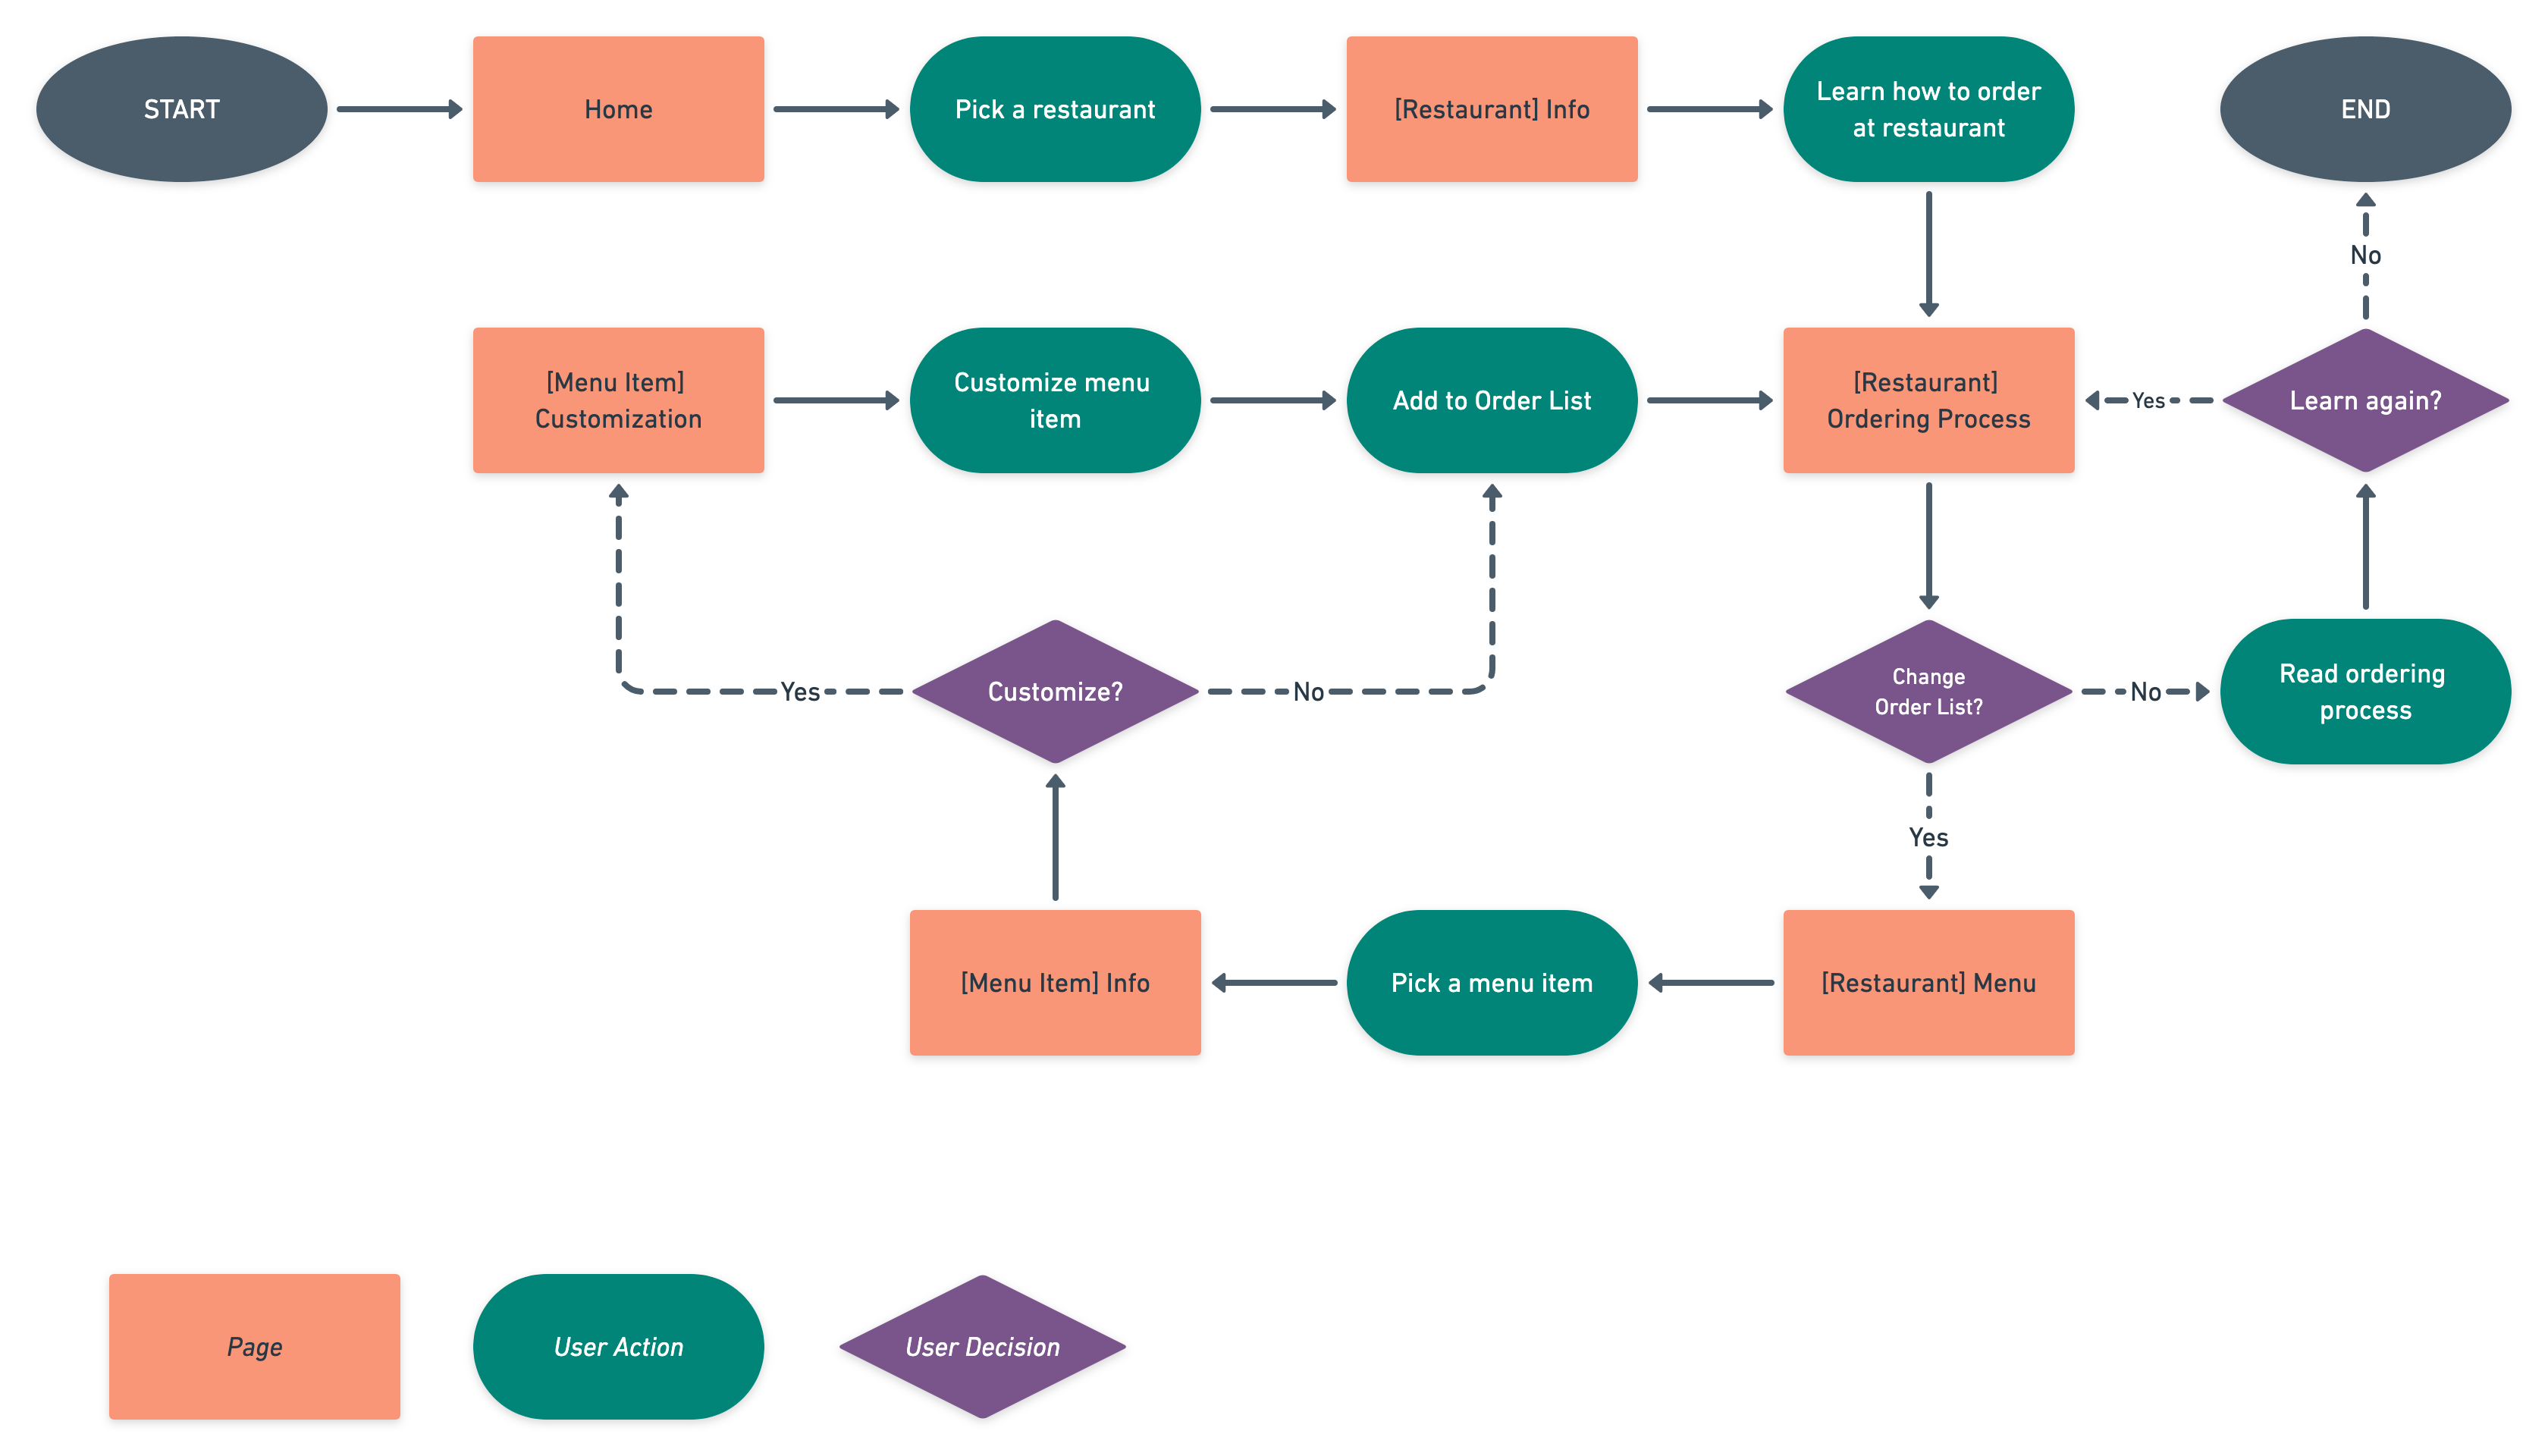 START
Home
Pick a restaurant
[Restaurant] Info
Learn how to order
at restaurant
END
No
[Menu Item]
Customization
Customize menu
item
Add to Order List
[Restaurant]
Ordering Process
Yes
Learn again?
Yes
Customize?
No
Change
Order List?
No
Read ordering
process
Yes
[Menu Item] Info
Pick a menu item
[Restaurant] Menu
Page
User Action
User Decision